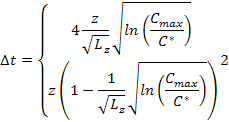 Δt = { 4 z/√L_z √(ln(C_max/C*))
z(1 − 1/√L_z √(ln(C_max/C*)))2